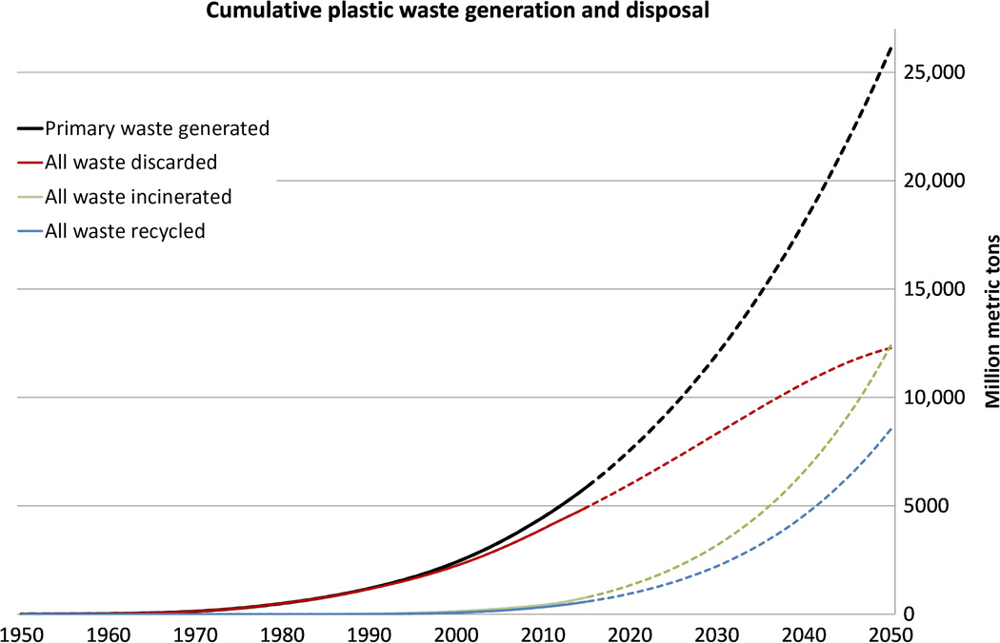 Cumulative plastic waste generation and disposal
25,000
Primary waste generated
All waste discarded
20,000
All waste incinerated
All waste recycled
15,000
Million metric tons
10,000
5000
0
1950 1960 1970 1980 1990 2000 2010 2020 2030 2040 2050